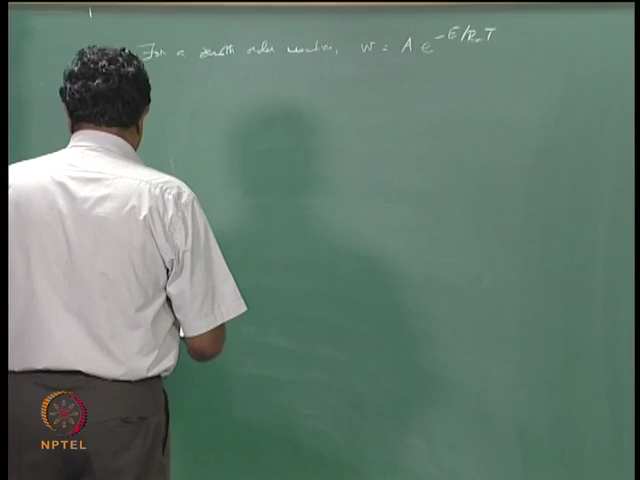 For a zeroth order reaction, w = A e^{-E/R_u T}
NPTEL